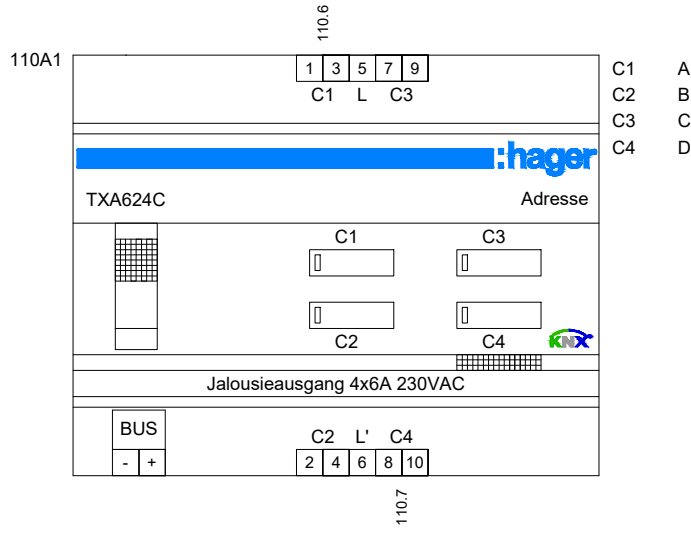 110.6
110A1
1 3 5 7 9
C1 L C3
C1 A
C2 B
C3 C
C4 D
:hager
TXA624C Adresse
C1 C3
C2 C4
KNX
Jalousieausgang 4x6A 230VAC
BUS
- +
C2 L' C4
2 4 6 8 10
110.7